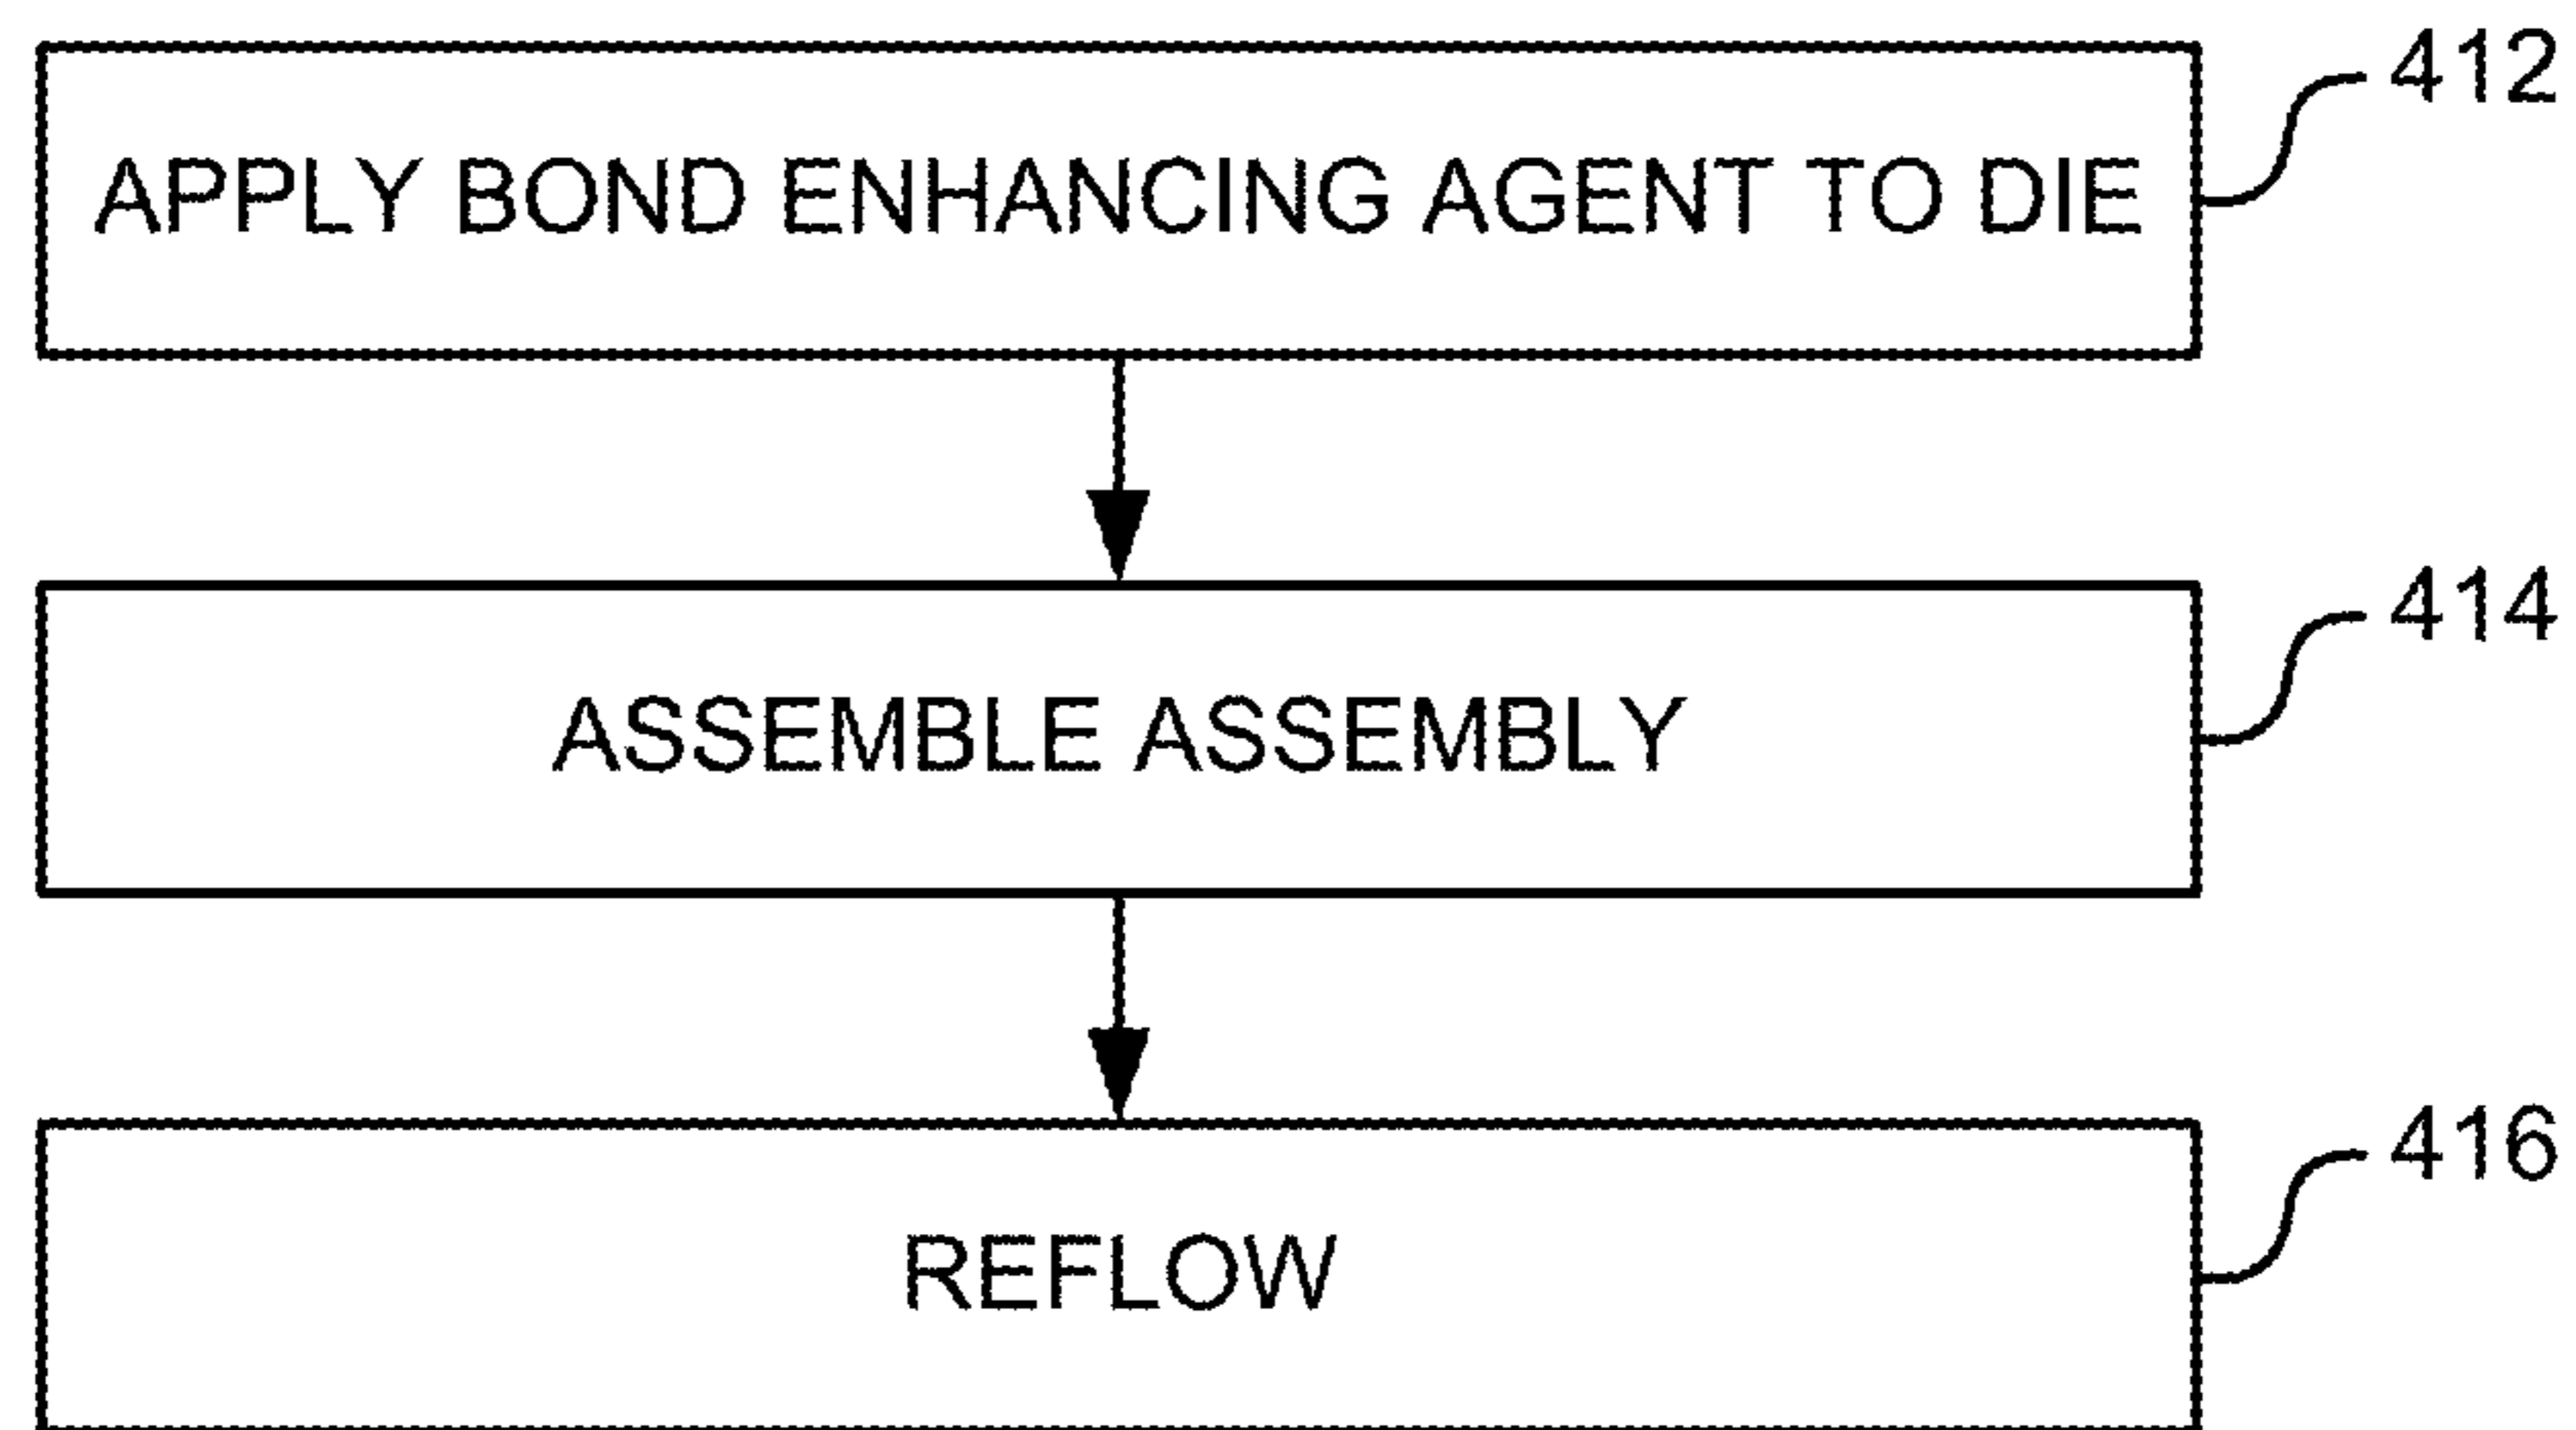 412
APPLY BOND ENHANCING AGENT TO DIE
414
ASSEMBLE ASSEMBLY
416
REFLOW